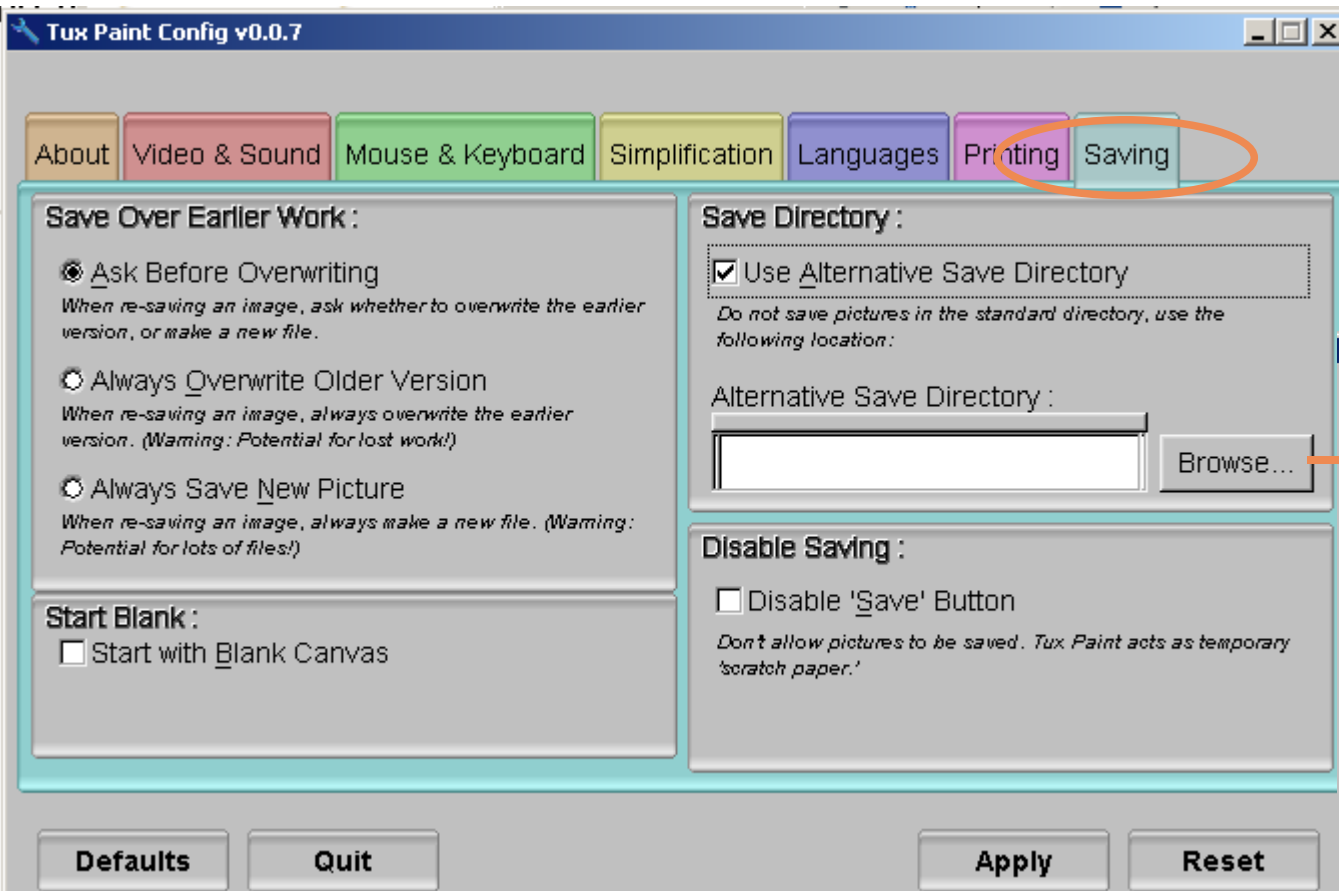 Tux Paint Config v0.0.7
About Video & Sound Mouse & Keyboard Simplification Languages Printing Saving
Save Over Earlier Work :
Ask Before Overwriting
When re-saving an image, ask whether to overwrite the earlier
version, or make a new file.
Always Overwrite Older Version
When re-saving an image, always overwrite the earlier
version. (Warning: Potential for lost work!)
Always Save New Picture
When re-saving an image, always make a new file. (Warning:
Potential for lots of files!)
Start Blank :
Start with Blank Canvas
Save Directory :
Use Alternative Save Directory
Do not save pictures in the standard directory, use the
following location:
Alternative Save Directory :
Browse...
Disable Saving :
Disable 'Save' Button
Don't allow pictures to be saved. Tux Paint acts as temporary
'scratch paper.'
Defaults Quit Apply Reset